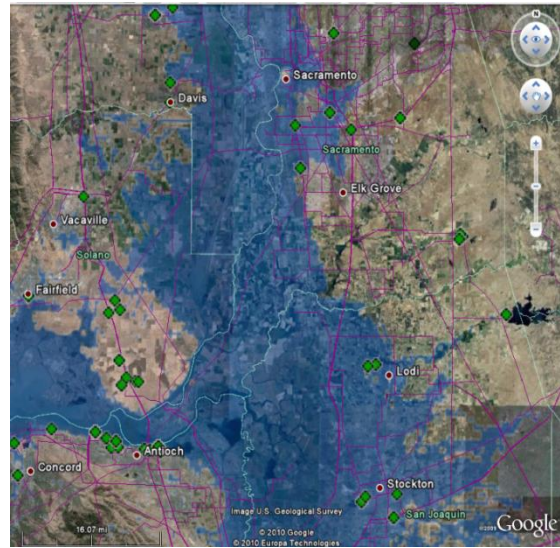 N
Sacramento
Davis
Sacramento
Elk Grove
Vacaville
Solano
Fairfield
Lodi
Antioch
Concord
Stockton
Image U.S. Geological Survey
San Joaquin
16.07 mi
© 2010 Google
© 2010 Europa Technologies
©2009 Google